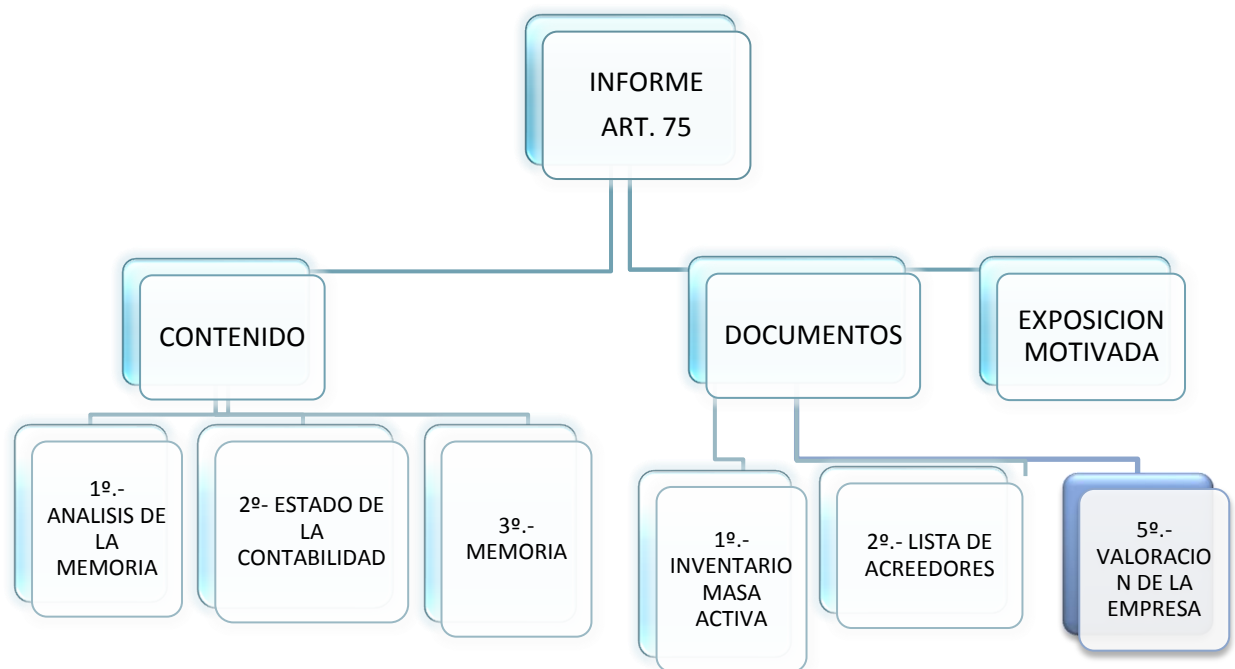 INFORME
ART. 75
CONTENIDO
DOCUMENTOS
EXPOSICION
MOTIVADA
1º.-
ANALISIS DE
LA
MEMORIA
2º- ESTADO DE
LA
CONTABILIDAD
3º.-
MEMORIA
1º.-
INVENTARIO
MASA
ACTIVA
2º.- LISTA DE
ACREEDORES
5º.-
VALORACIO
N DE LA
EMPRESA